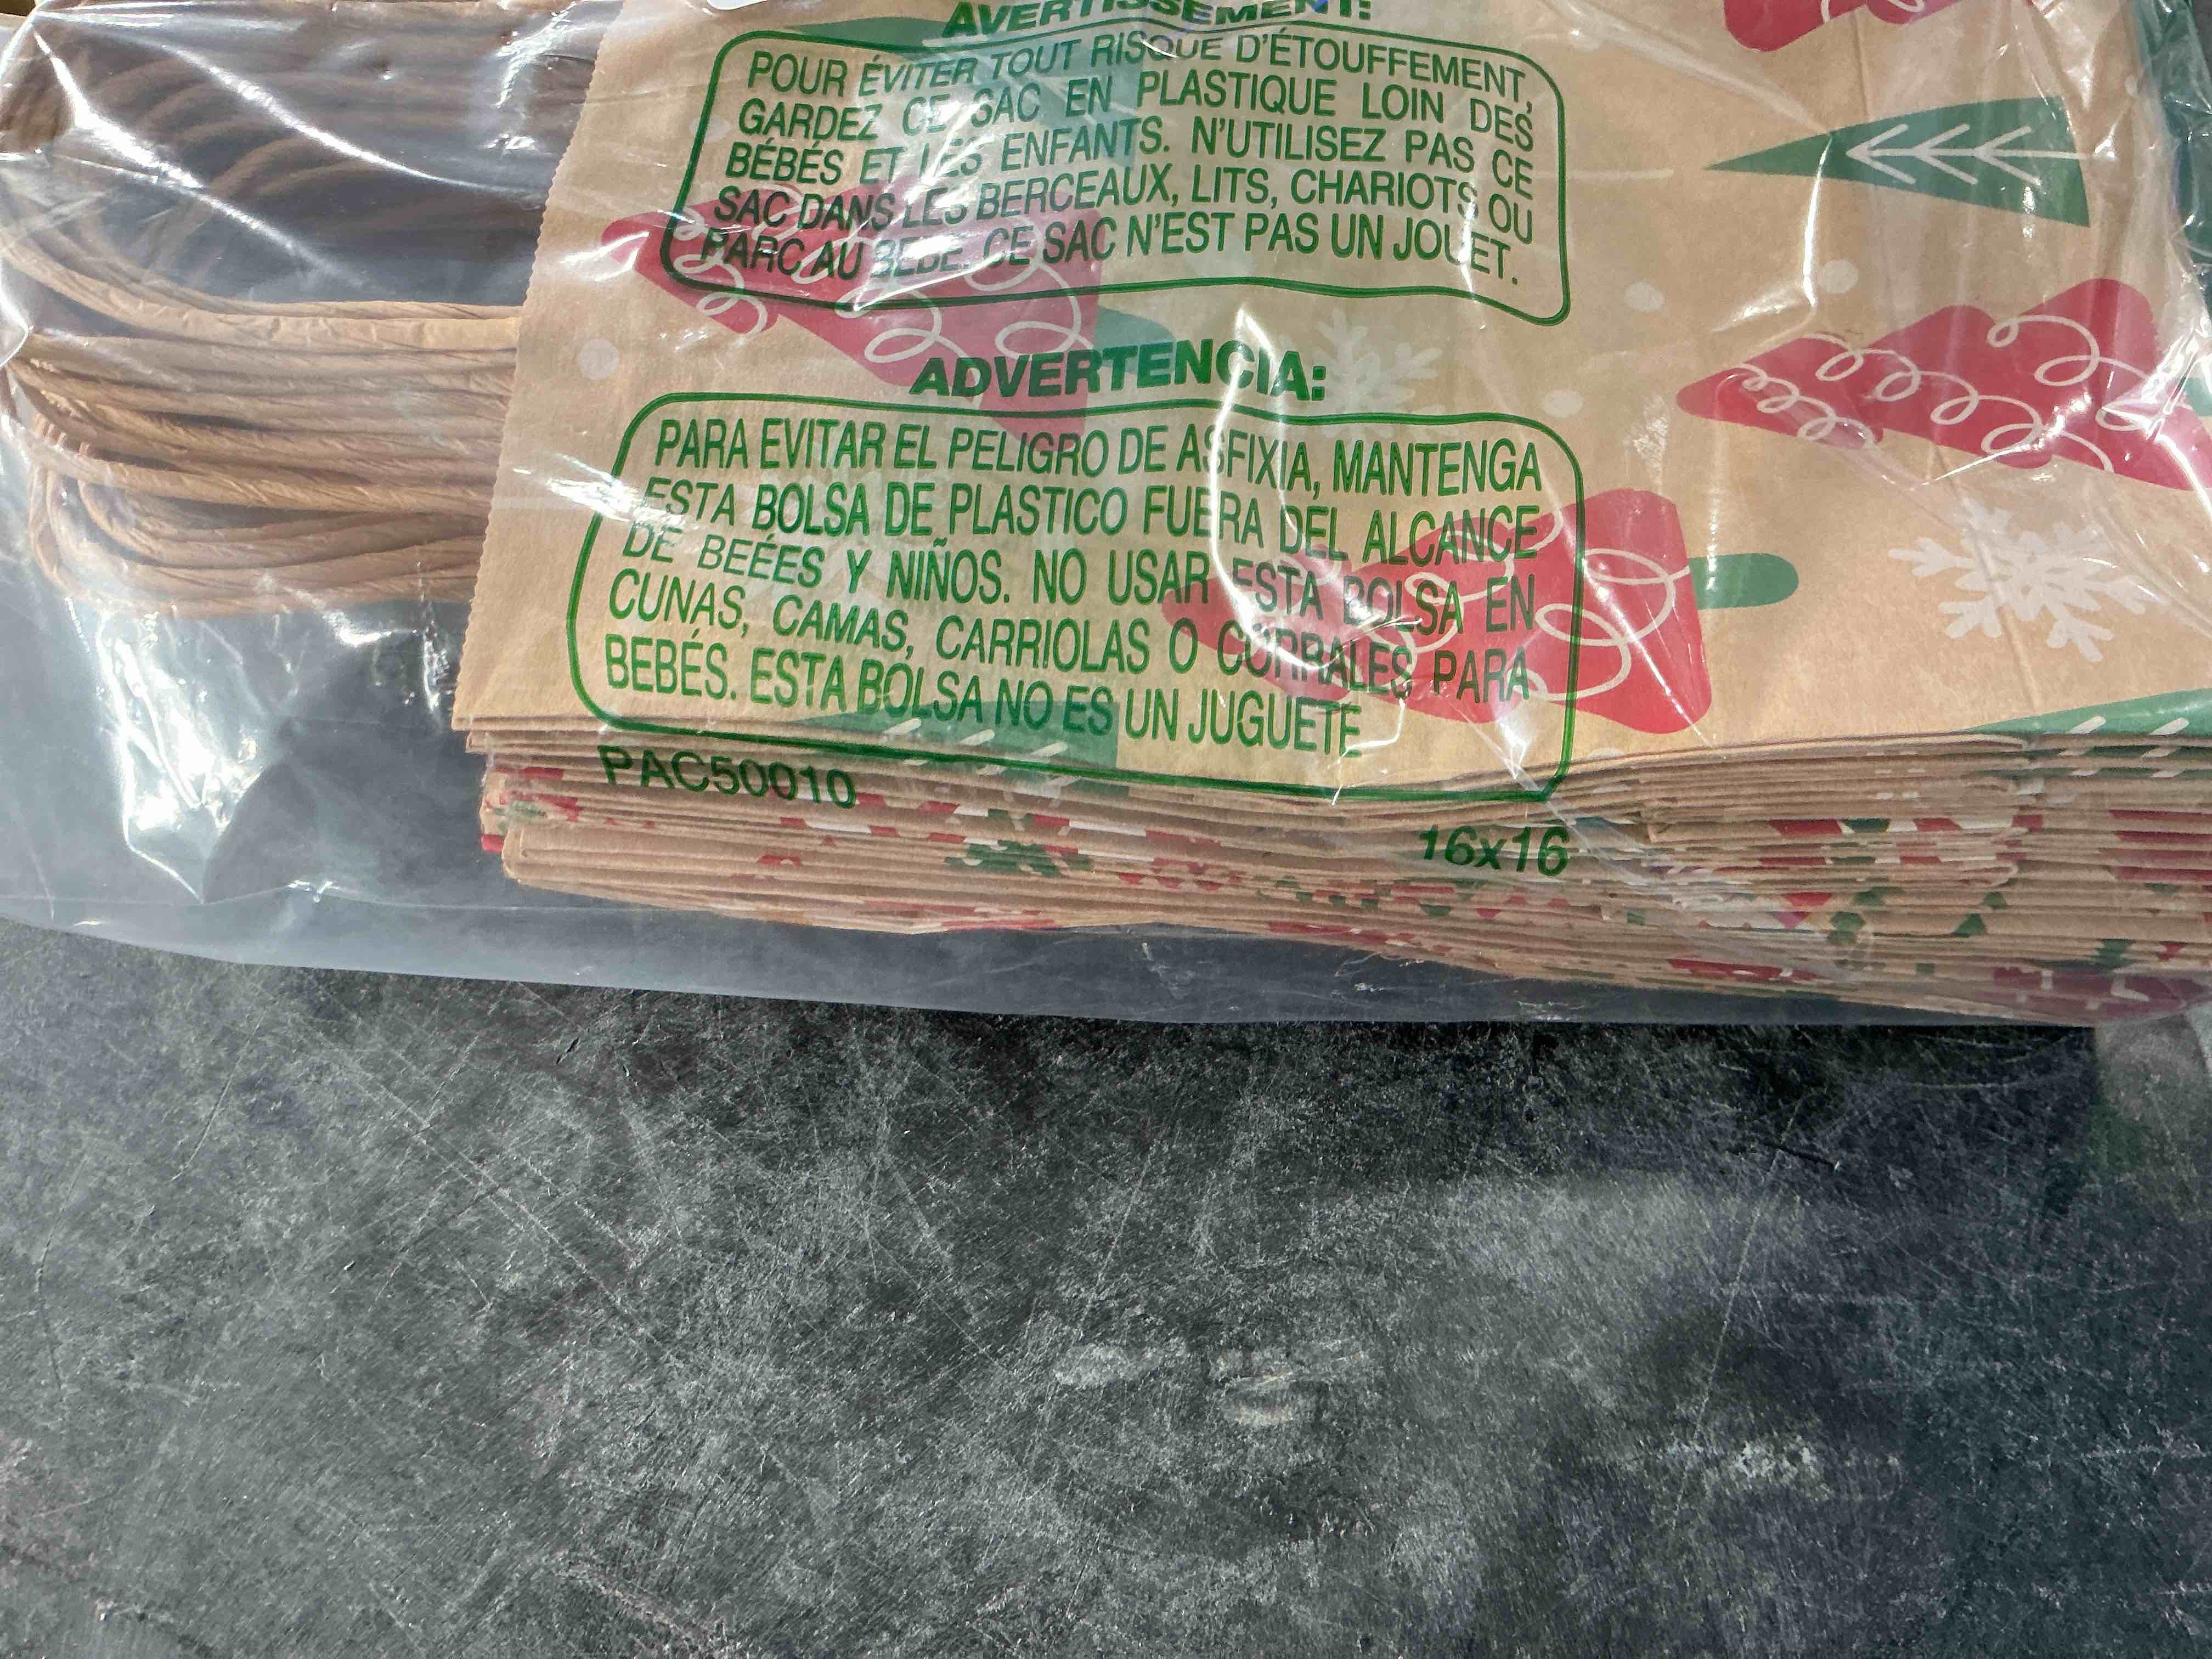 AVERTISSEMENT:
POUR ÉVITER TOUT RISQUE D'ÉTOUFFEMENT,
GARDEZ CE SAC EN PLASTIQUE LOIN DES
BÉBÉS ET LES ENFANTS. N'UTILISEZ PAS CE
SAC DANS LES BERCEAUX, LITS, CHARIOTS OU
PARC AU BEBE. CE SAC N'EST PAS UN JOUET.
ADVERTENCIA:
PARA EVITAR EL PELIGRO DE ASFIXIA, MANTENGA
ESTA BOLSA DE PLASTICO FUERA DEL ALCANCE
DE BEÉES Y NIÑOS. NO USAR ESTA BOLSA EN
CUNAS, CAMAS, CARRIOLAS O CORRALES PARA
BEBÉS. ESTA BOLSA NO ES UN JUGUETE
PAC50010
16x16